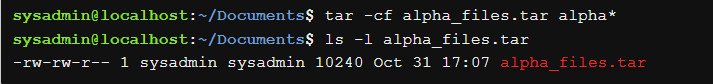 sysadmin@localhost:~/Documents$ tar -cf alpha_files.tar alpha*
sysadmin@localhost:~/Documents$ ls -l alpha_files.tar
-rw-rw-r-- 1 sysadmin sysadmin 10240 Oct 31 17:07 alpha_files.tar